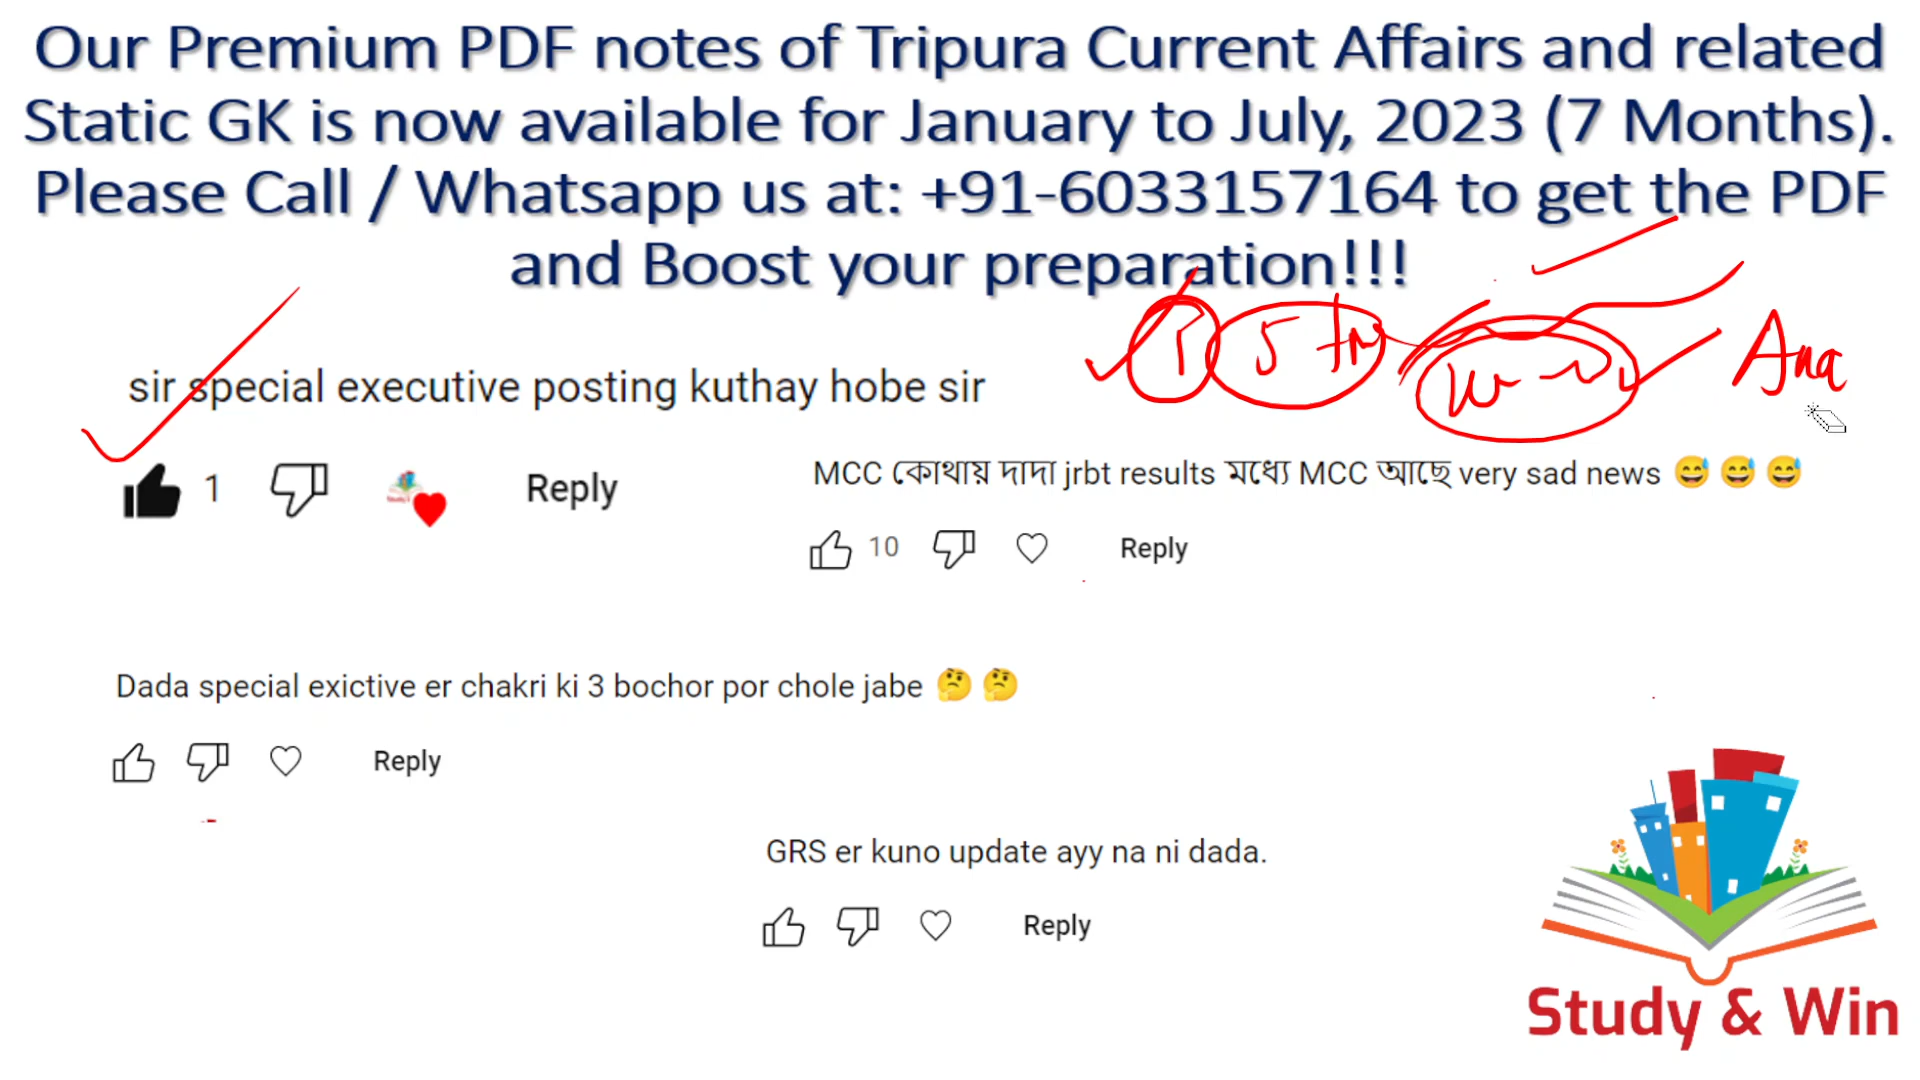 Our Premium PDF notes of Tripura Current Affairs and related
Static GK is now available for January to July, 2023 (7 Months).
Please Call / Whatsapp us at: +91-6033157164 to get the PDF
and Boost your preparation!!!
sir special executive posting kuthay hobe sir
1 Reply
MCC কোথায় দাদা jrbt results মধ্যে MCC আছে very sad news 😅 😅 😅
10 Reply
Dada special exictive er chakri ki 3 bochor por chole jabe 🤔 🤔
Reply
GRS er kuno update ayy na ni dada.
Reply
Study & Win